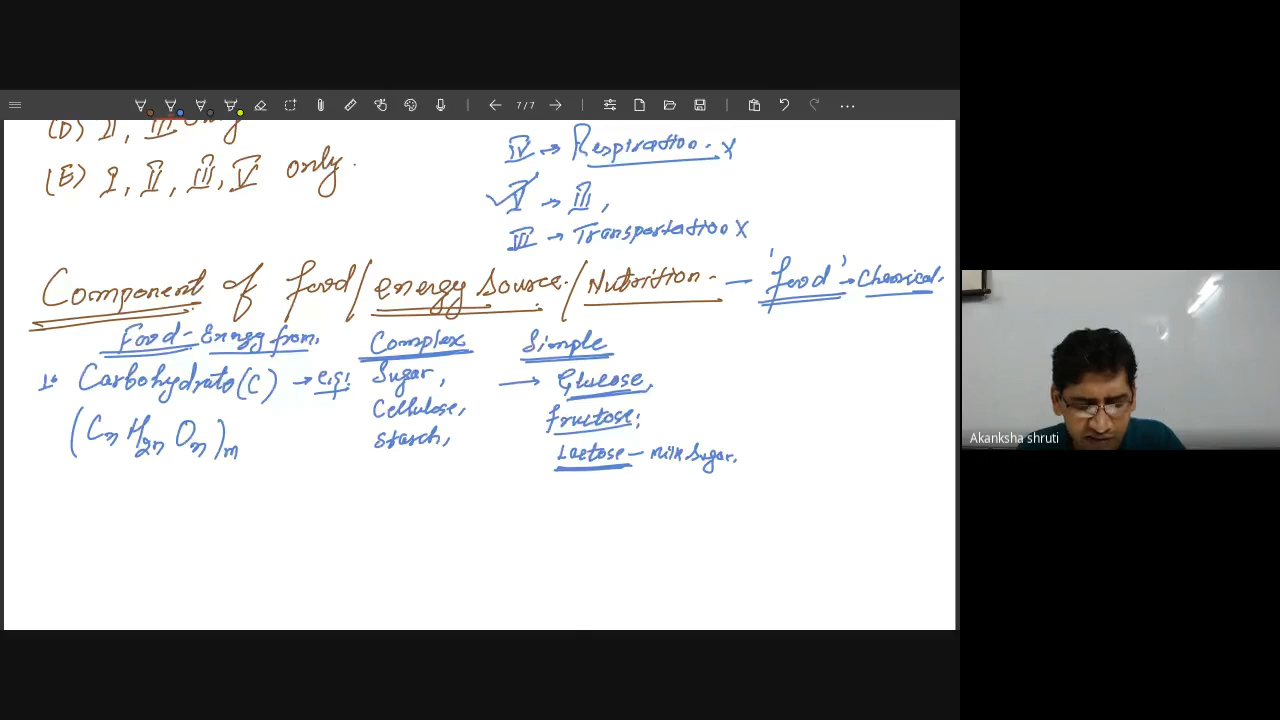 7/7
(D) II, III only
(E) I, II, III, V only.
IV → Respiration. X
V → III,
III → Transportation X
Component of food/energy Source/Nutrition. — 'food' → Chemical.
Food - Energy from. Complex Simple
1. Carbohydrate(C) → e.g: Sugar, → Glucose,
Cellulose, fructose;
(CnH2nOn)m Starch, Lactose - Milk Sugar.
Akanksha shruti